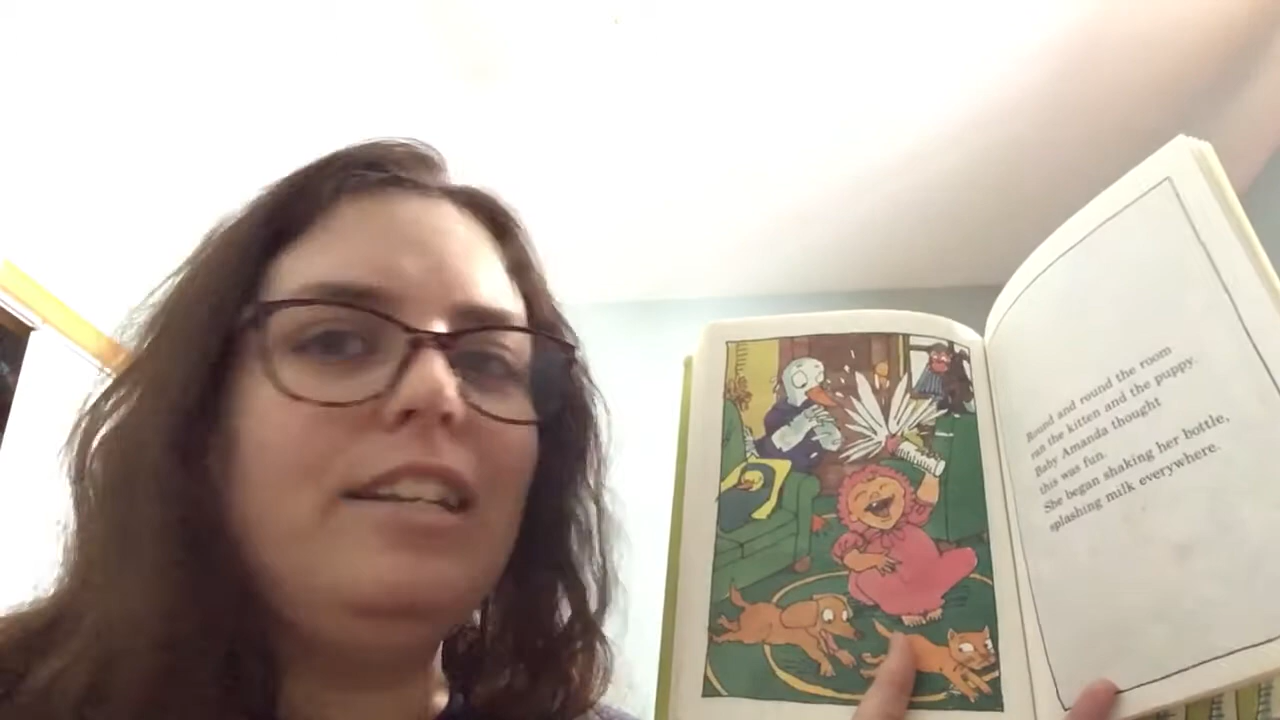 Round and round the room
ran the kitten and the puppy.
Baby Amanda thought
this was fun.
She began shaking her bottle,
splashing milk everywhere.